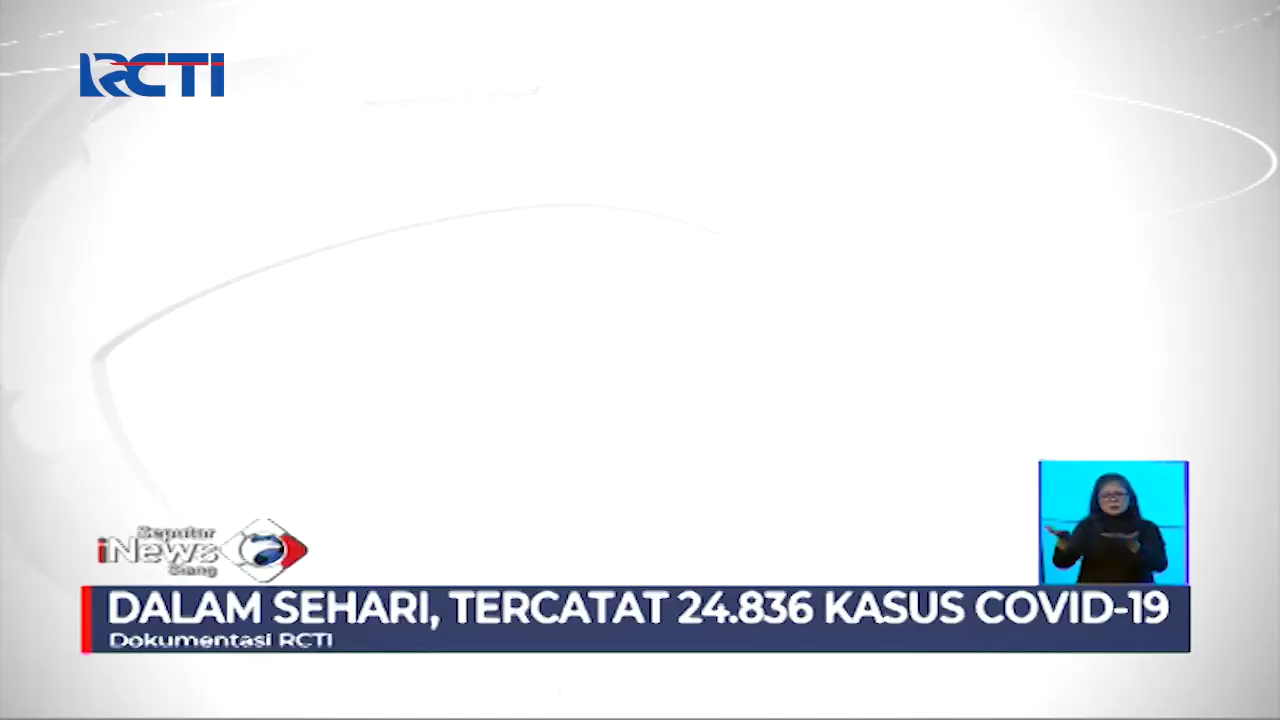 RCTI
Seputar
iNews
Siang
DALAM SEHARI, TERCATAT 24.836 KASUS COVID-19
Dokumentasi RCTI